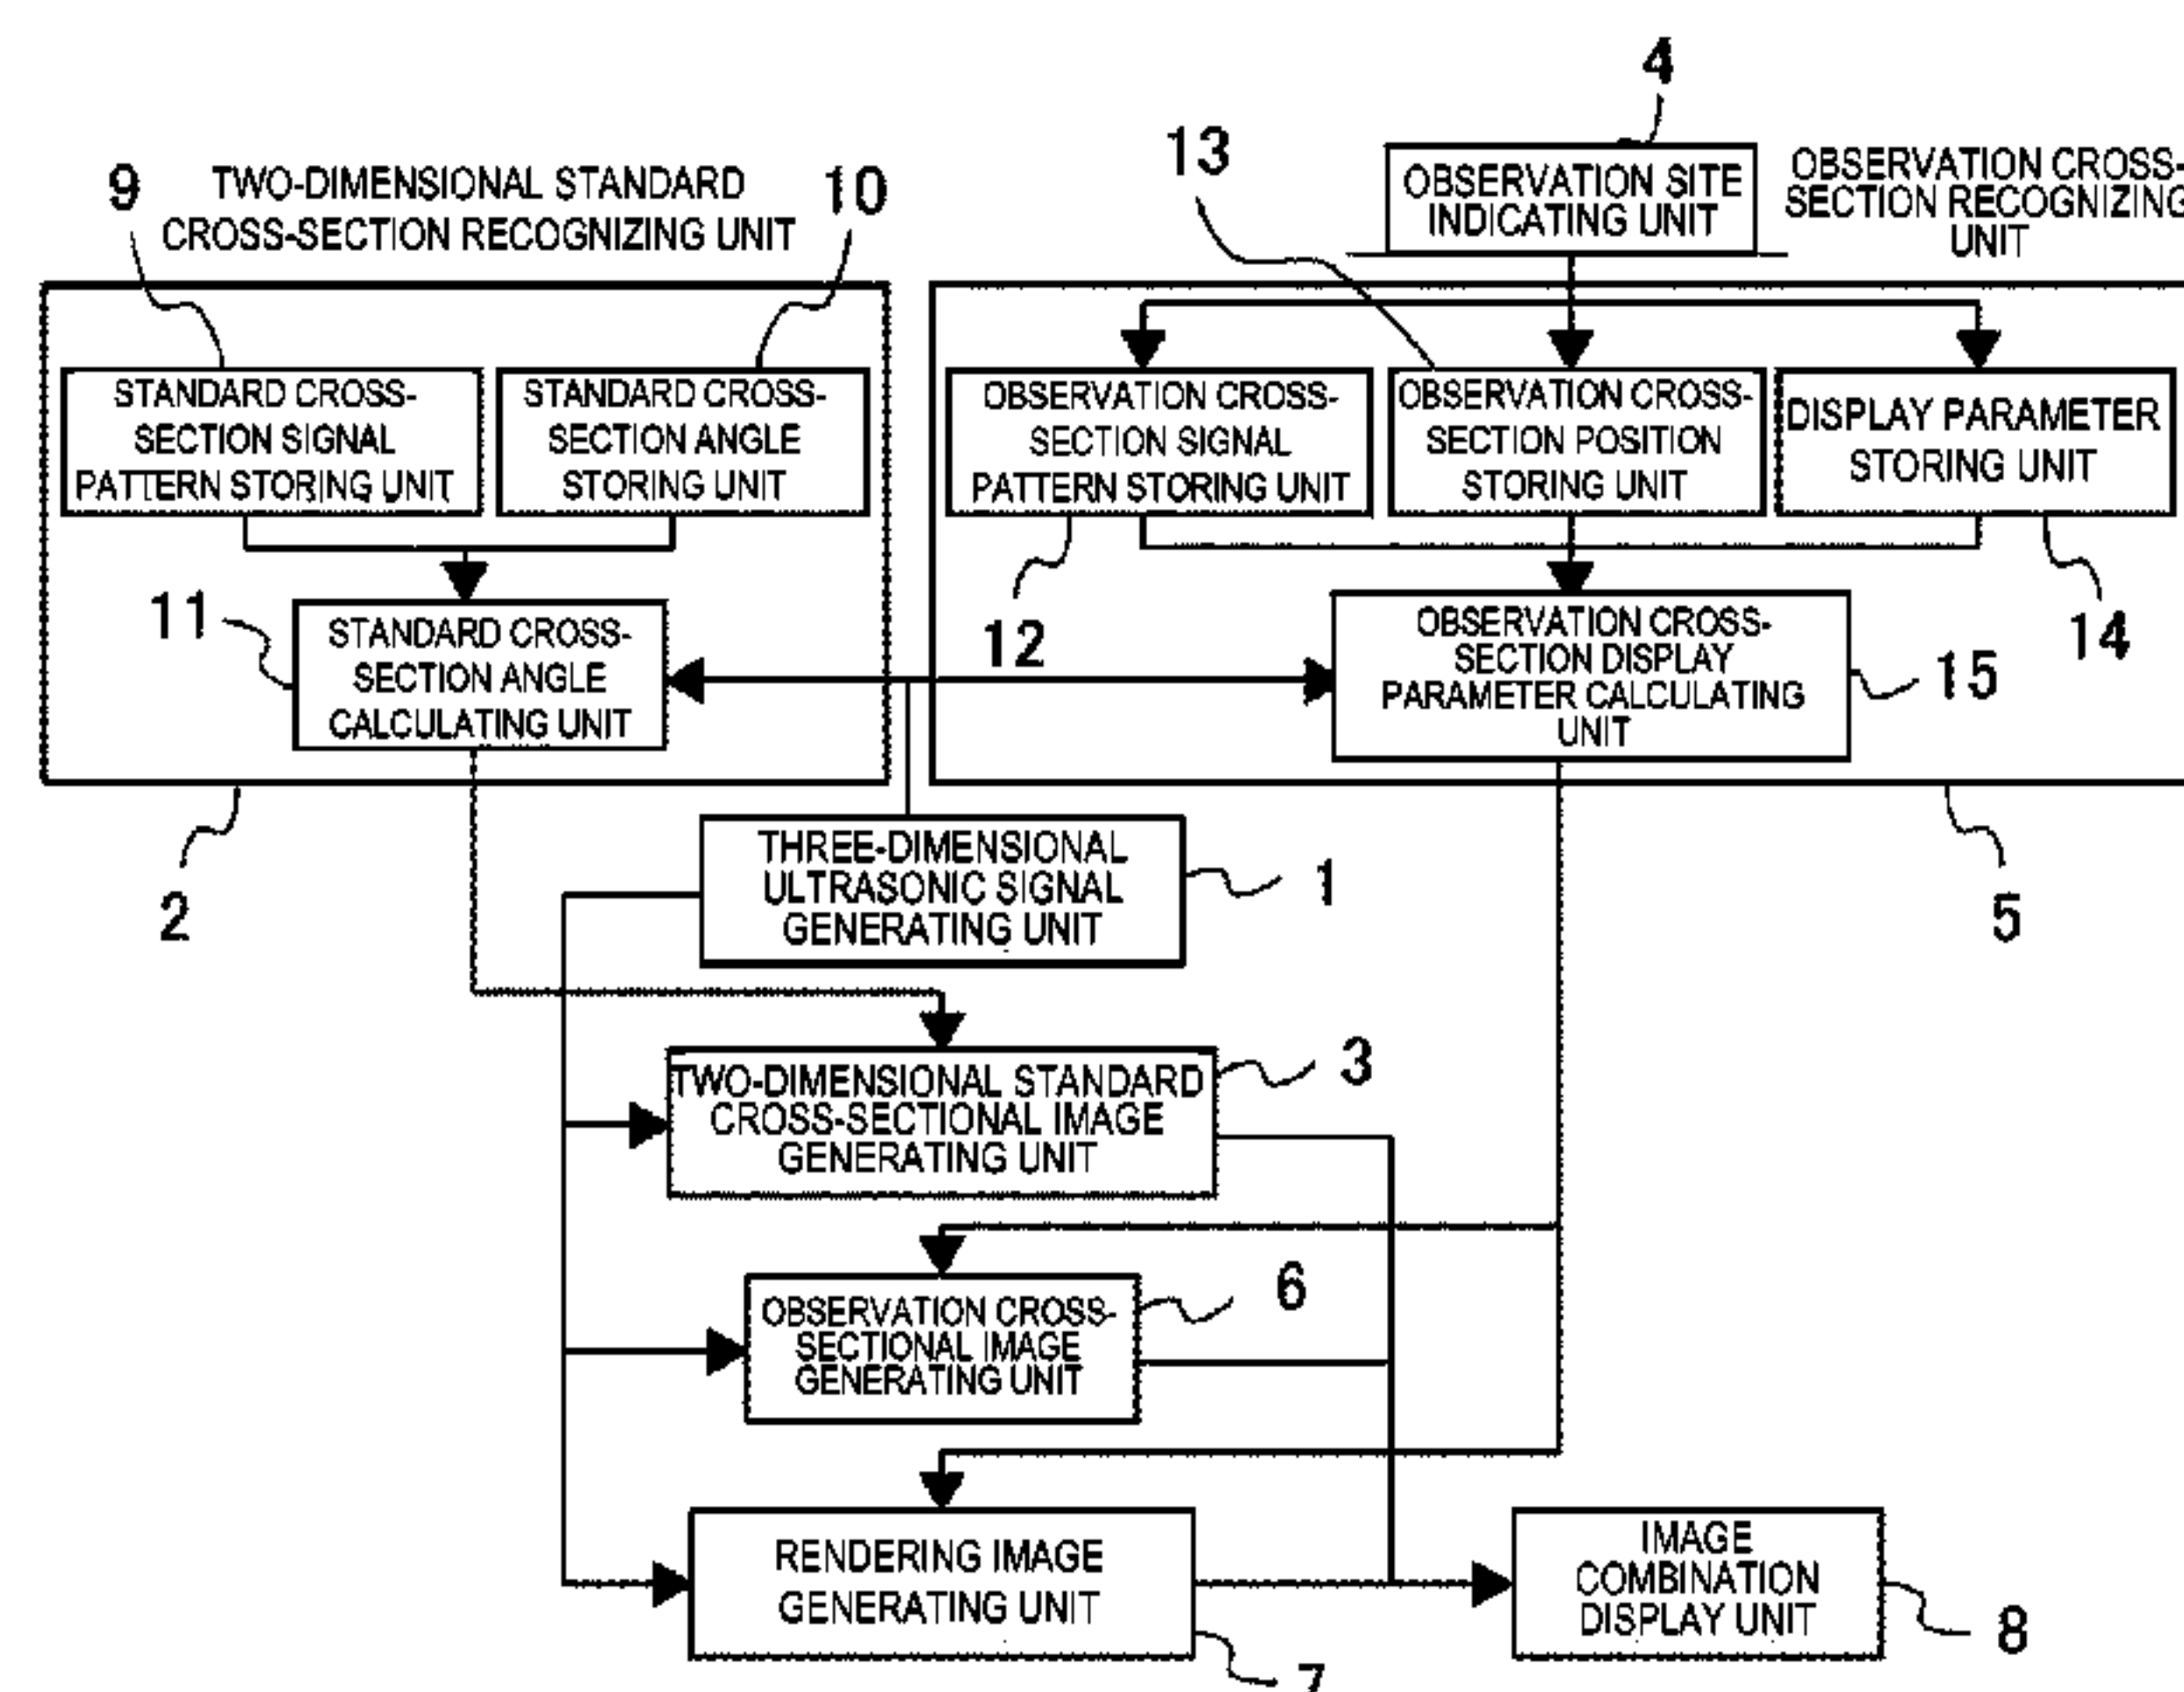 4
13
OBSERVATION SITE
INDICATING UNIT
OBSERVATION CROSS-
SECTION RECOGNIZING
UNIT
9
TWO-DIMENSIONAL STANDARD
CROSS-SECTION RECOGNIZING UNIT
10
STANDARD CROSS-
SECTION SIGNAL
PATTERN STORING UNIT
STANDARD CROSS-
SECTION ANGLE
STORING UNIT
OBSERVATION CROSS-
SECTION SIGNAL
PATTERN STORING UNIT
OBSERVATION CROSS-
SECTION POSITION
STORING UNIT
DISPLAY PARAMETER
STORING UNIT
11
STANDARD CROSS-
SECTION ANGLE
CALCULATING UNIT
12
OBSERVATION CROSS-
SECTION DISPLAY
PARAMETER CALCULATING
UNIT
14
15
2
THREE-DIMENSIONAL
ULTRASONIC SIGNAL
GENERATING UNIT
1
5
TWO-DIMENSIONAL STANDARD
CROSS-SECTIONAL IMAGE
GENERATING UNIT
3
OBSERVATION CROSS-
SECTIONAL IMAGE
GENERATING UNIT
6
RENDERING IMAGE
GENERATING UNIT
7
IMAGE
COMBINATION
DISPLAY UNIT
8